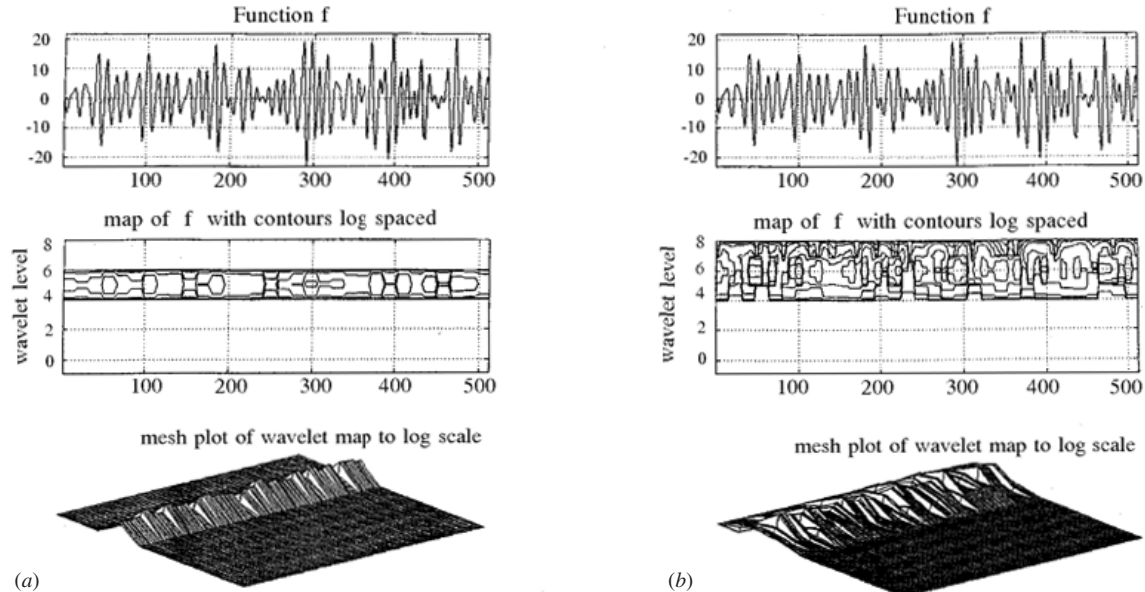 Function f
20
10
0
-10
-20
100 200 300 400 500
map of f with contours log spaced
wavelet level
8
6
4
2
0
100 200 300 400 500
mesh plot of wavelet map to log scale
(a)
Function f
20
10
0
-10
-20
100 200 300 400 500
map of f with contours log spaced
wavelet level
8
6
4
2
0
100 200 300 400 500
mesh plot of wavelet map to log scale
(b)